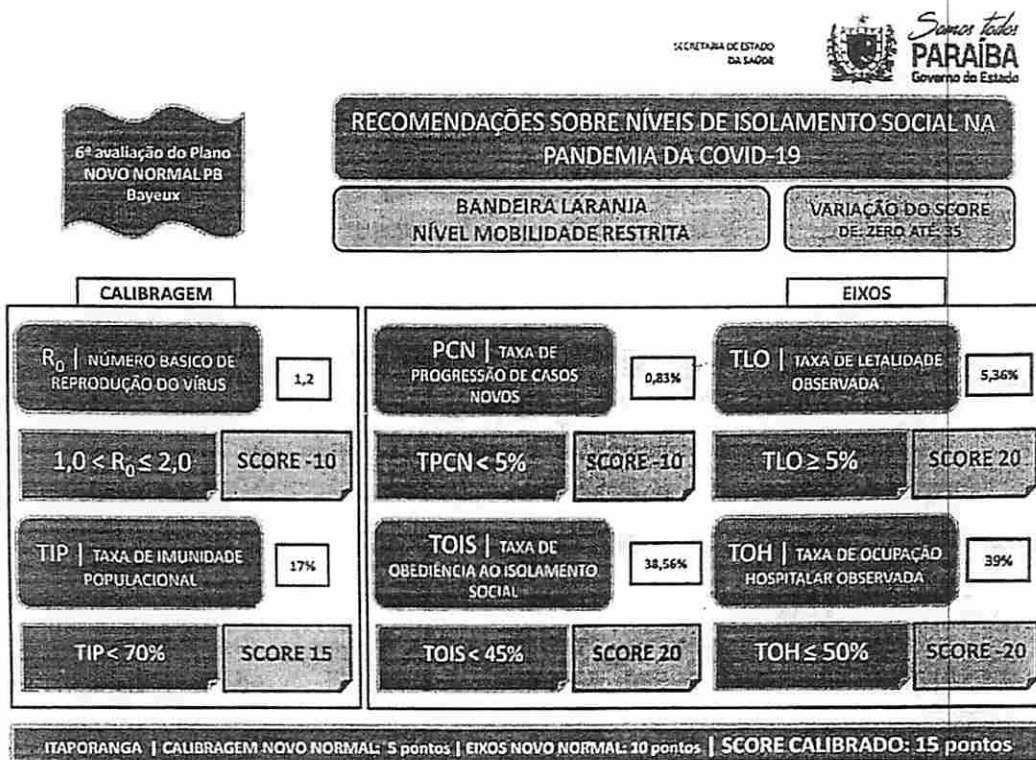 SECRETARIA DE ESTADO
DA SAÚDE
Somos todos
PARAÍBA
Governo do Estado
6ª avaliação do Plano
NOVO NORMAL PB
Bayeux
RECOMENDAÇÕES SOBRE NÍVEIS DE ISOLAMENTO SOCIAL NA
PANDEMIA DA COVID-19
BANDEIRA LARANJA
NÍVEL MOBILIDADE RESTRITA
VARIAÇÃO DO SCORE
DE: ZERO ATÉ: 35
CALIBRAGEM
R₀ | NÚMERO BÁSICO DE
REPRODUÇÃO DO VÍRUS
1,2
1,0 < R₀ ≤ 2,0
SCORE -10
TIP | TAXA DE IMUNIDADE
POPULACIONAL
17%
TIP < 70%
SCORE 15
EIXOS
PCN | TAXA DE
PROGRESSÃO DE CASOS
NOVOS
0,83%
TLO | TAXA DE LETALIDADE
OBSERVADA
5,36%
TPCN < 5%
SCORE -10
TLO ≥ 5%
SCORE 20
TOIS | TAXA DE
OBEDIÊNCIA AO ISOLAMENTO
SOCIAL
38,56%
TOH | TAXA DE OCUPAÇÃO
HOSPITALAR OBSERVADA
39%
TOIS < 45%
SCORE 20
TOH ≤ 50%
SCORE -20
ITAPORANGA | CALIBRAGEM NOVO NORMAL: 5 pontos | EIXOS NOVO NORMAL: 10 pontos | SCORE CALIBRADO: 15 pontos